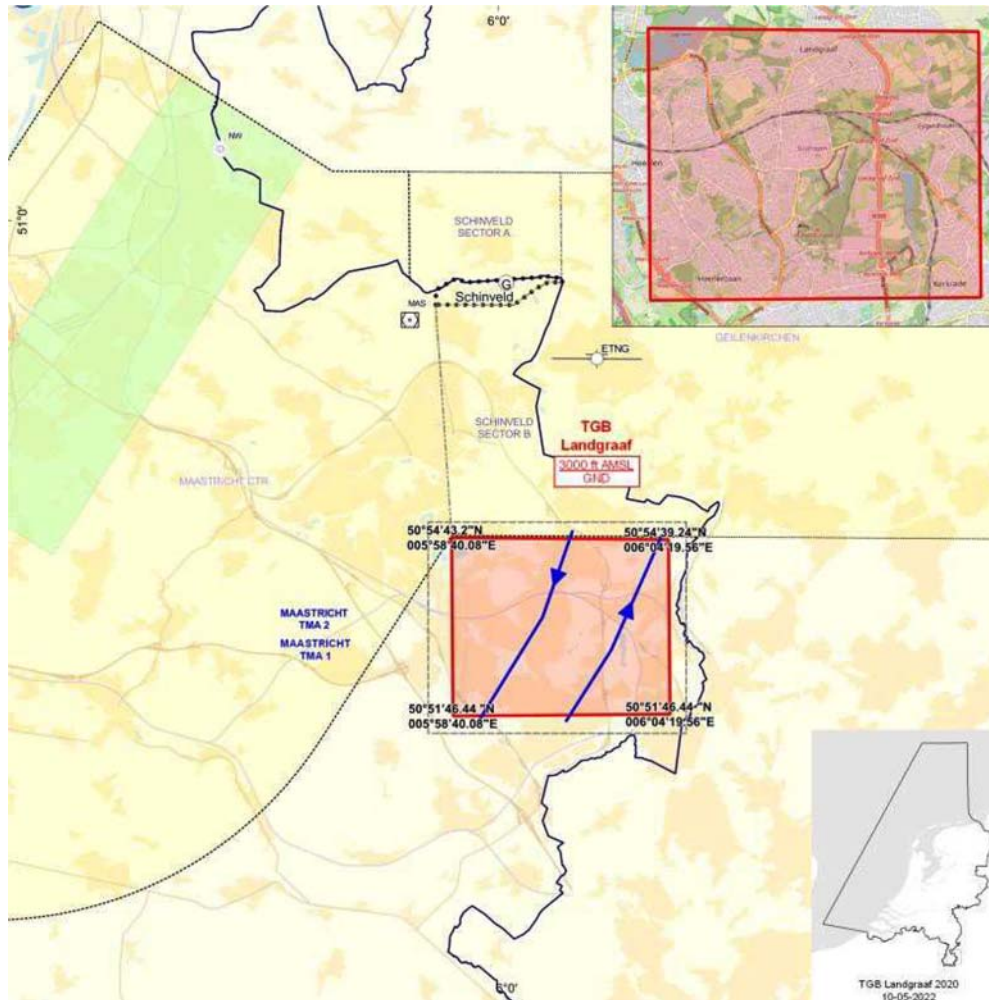 6°0'
51°0'
NW
SCHINVELD
SECTOR A
G
Schinveld
MAS
ETNG
GEILENKIRCHEN
SCHINVELD
SECTOR B
TGB
Landgraaf
3000 ft AMSL
GND
MAASTRICHT CTR
50°54'43.2"N
005°58'40.08"E
50°54'39.24"N
006°04'19.56"E
MAASTRICHT
TMA 2
MAASTRICHT
TMA 1
50°51'46.44 "N
005°58'40.08"E
50°51'46.44 "N
006°04'19.56"E
6°0'
Landgraaf
Heerlen
Kerkrade
TGB Landgraaf 2020
10-05-2022